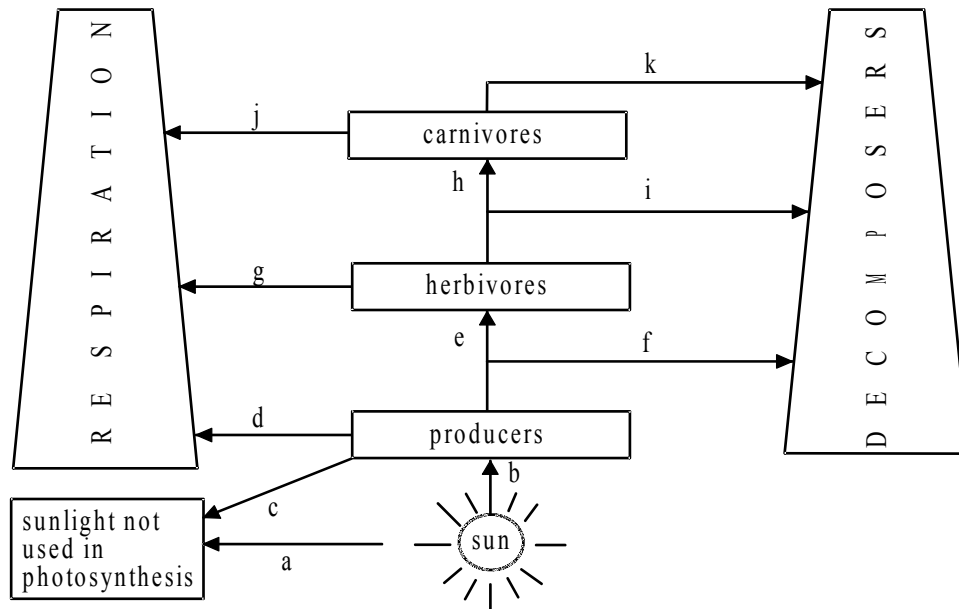 RESPIRATION
DECOMPOSERS
k
j
carnivores
h
i
g
herbivores
e
f
d
producers
b
c
sunlight not
used in
photosynthesis
a
sun